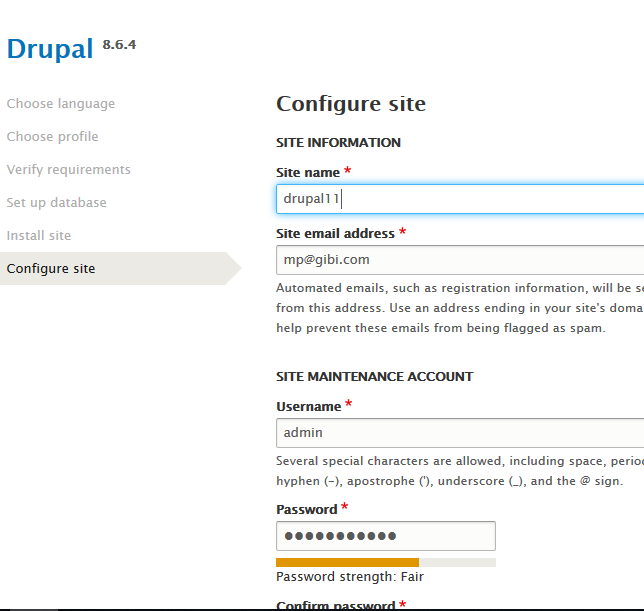 Drupal 8.6.4
Choose language
Choose profile
Verify requirements
Set up database
Install site
Configure site
Configure site
SITE INFORMATION
Site name *
drupal11
Site email address *
mp@gibi.com
Automated emails, such as registration information, will be se
from this address. Use an address ending in your site's doma
help prevent these emails from being flagged as spam.
SITE MAINTENANCE ACCOUNT
Username *
admin
Several special characters are allowed, including space, perio
hyphen (-), apostrophe ('), underscore (_), and the @ sign.
Password *
●●●●●●●●●●●
Password strength: Fair
Confirm password *